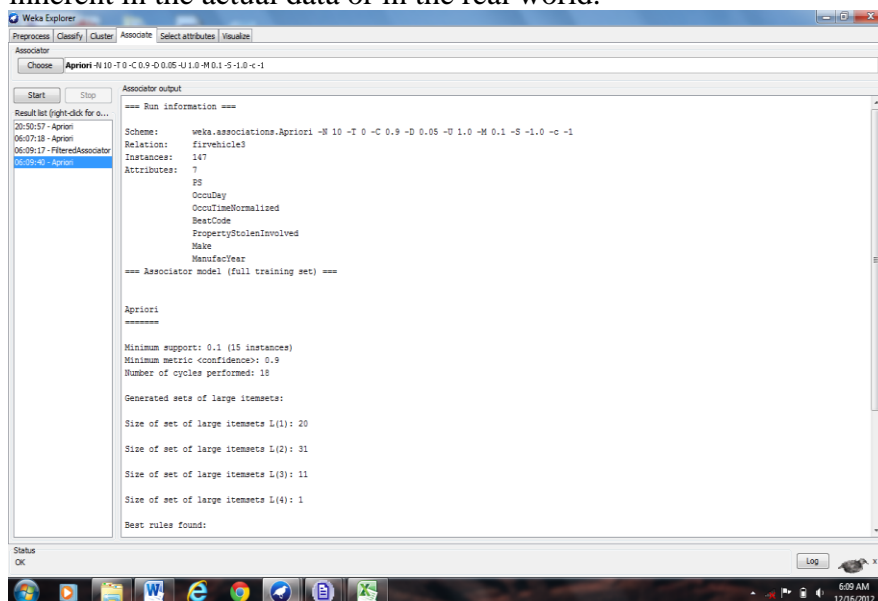 inherent in the actual data or in the real world.
Weka Explorer
Preprocess Classify Cluster Associate Select attributes Visualize
Associator
Choose Apriori -N 10 -T 0 -C 0.9 -D 0.05 -U 1.0 -M 0.1 -S -1.0 -c -1
Start Stop
Result list (right-click for o...
20:50:57 - Apriori
06:07:18 - Apriori
06:09:17 - FilteredAssociator
06:09:40 - Apriori
Associator output
=== Run information ===
Scheme: weka.associations.Apriori -N 10 -T 0 -C 0.9 -D 0.05 -U 1.0 -M 0.1 -S -1.0 -c -1
Relation: firvehicle3
Instances: 147
Attributes: 7
PS
OccuDay
OccuTimeNormalized
BeatCode
PropertyStolenInvolved
Make
ManufacYear
=== Associator model (full training set) ===
Apriori
=======
Minimum support: 0.1 (15 instances)
Minimum metric <confidence>: 0.9
Number of cycles performed: 18
Generated sets of large itemsets:
Size of set of large itemsets L(1): 20
Size of set of large itemsets L(2): 31
Size of set of large itemsets L(3): 11
Size of set of large itemsets L(4): 1
Best rules found:
Status
OK
Log
x 0
6:09 AM
12/16/2012